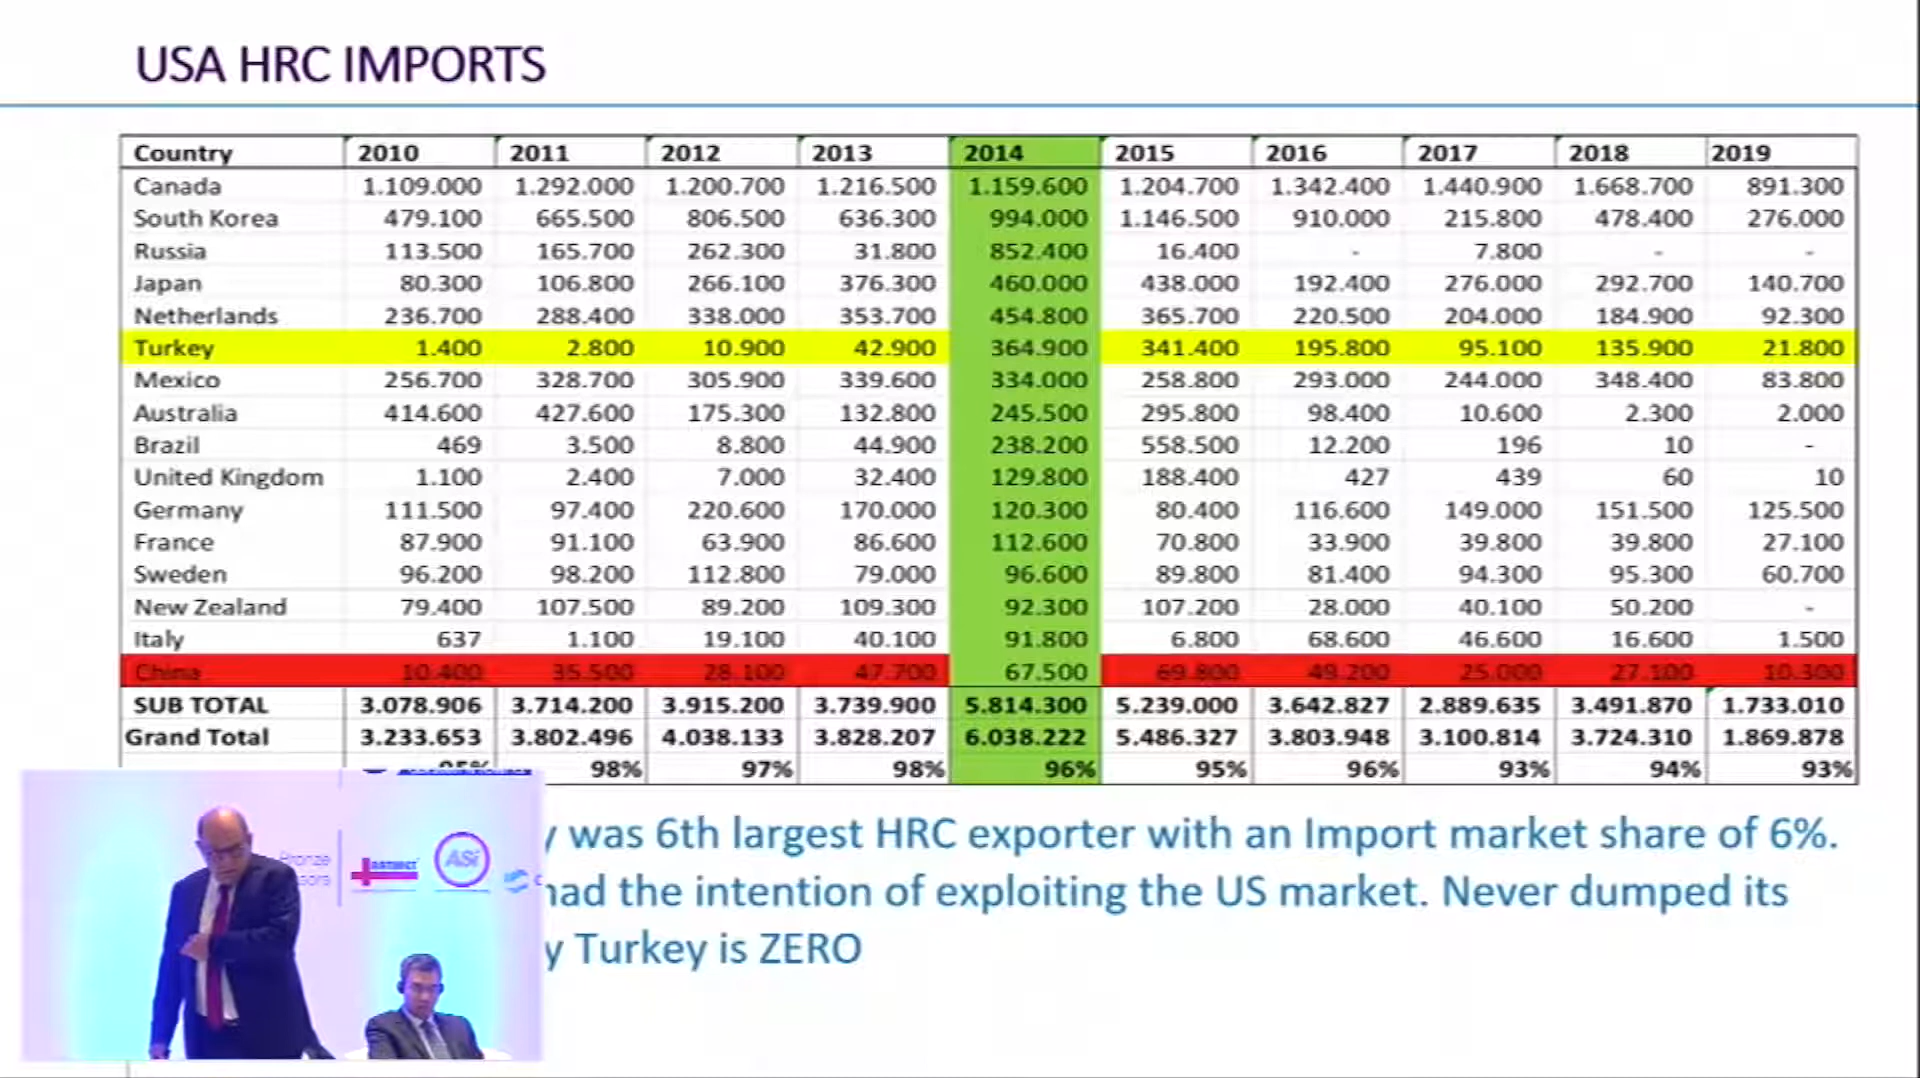 USA HRC IMPORTS
Country 2010 2011 2012 2013 2014 2015 2016 2017 2018 2019
Canada 1.109.000 1.292.000 1.200.700 1.216.500 1.159.600 1.204.700 1.342.400 1.440.900 1.668.700 891.300
South Korea 479.100 665.500 806.500 636.300 994.000 1.146.500 910.000 215.800 478.400 276.000
Russia 113.500 165.700 262.300 31.800 852.400 16.400 - 7.800 - -
Japan 80.300 106.800 266.100 376.300 460.000 438.000 192.400 276.000 292.700 140.700
Netherlands 236.700 288.400 338.000 353.700 454.800 365.700 220.500 204.000 184.900 92.300
Turkey 1.400 2.800 10.900 42.900 364.900 341.400 195.800 95.100 135.900 21.800
Mexico 256.700 328.700 305.900 339.600 334.000 258.800 293.000 244.000 348.400 83.800
Australia 414.600 427.600 175.300 132.800 245.500 295.800 98.400 10.600 2.300 2.000
Brazil 469 3.500 8.800 44.900 238.200 558.500 12.200 196 10 -
United Kingdom 1.100 2.400 7.000 32.400 129.800 188.400 427 439 60 10
Germany 111.500 97.400 220.600 170.000 120.300 80.400 116.600 149.000 151.500 125.500
France 87.900 91.100 63.900 86.600 112.600 70.800 33.900 39.800 39.800 27.100
Sweden 96.200 98.200 112.800 79.000 96.600 89.800 81.400 94.300 95.300 60.700
New Zealand 79.400 107.500 89.200 109.300 92.300 107.200 28.000 40.100 50.200 -
Italy 637 1.100 19.100 40.100 91.800 6.800 68.600 46.600 16.600 1.500
China 10.400 35.500 28.100 47.700 67.500 69.800 49.200 25.000 27.100 10.300
SUB TOTAL 3.078.906 3.714.200 3.915.200 3.739.900 5.814.300 5.239.000 3.642.827 2.889.635 3.491.870 1.733.010
Grand Total 3.233.653 3.802.496 4.038.133 3.828.207 6.038.222 5.486.327 3.803.948 3.100.814 3.724.310 1.869.878
98% 97% 98% 96% 95% 96% 93% 94% 93%
y was 6th largest HRC exporter with an Import market share of 6%.
had the intention of exploiting the US market. Never dumped its
y Turkey is ZERO
Bronze
ASi